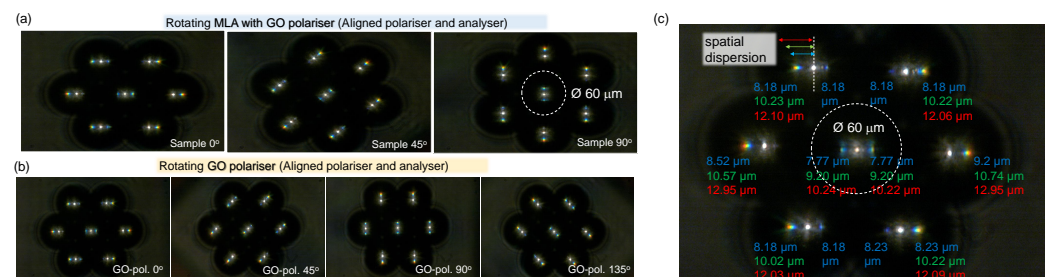 (a)
Rotating MLA with GO polariser (Aligned polariser and analyser)
Ø 60 µm
Sample 0°
Sample 45°
Sample 90°
(b)
Rotating GO polariser (Aligned polariser and analyser)
GO-pol. 0°
GO-pol. 45°
GO-pol. 90°
GO-pol. 135°
(c)
spatial
dispersion
8.18 µm 8.18 8.18 8.18 µm
10.23 µm µm µm 10.22 µm
12.10 µm 12.06 µm
Ø 60 µm
8.52 µm 7.77 µm 7.77 µm 9.2 µm
10.57 µm 9.20 µm 9.20 µm 10.74 µm
12.95 µm 10.24 µm 10.22 µm 12.95 µm
8.18 µm 8.18 8.23 8.23 µm
10.02 µm µm µm 10.22 µm
12.03 µm 12.09 µm